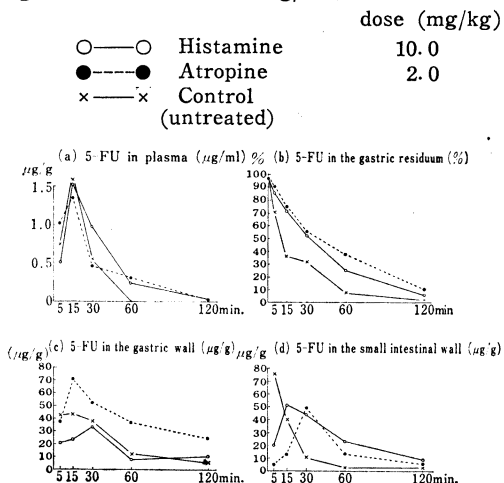 dose (mg/kg)
Histamine 10.0
Atropine 2.0
Control
(untreated)
(a) 5-FU in plasma (μg/ml)
μg/g
1.5
1.0
0.5
0
5 15 30 60 120min.
% (b) 5-FU in the gastric residuum (%)
100
90
80
70
60
50
40
30
20
10
0
5 15 30 60 120min.
(μg/g) (c) 5-FU in the gastric wall (μg/g)
80
70
60
50
40
30
20
10
0
5 15 30 60 120min.
μg/g (d) 5-FU in the small intestinal wall (μg/g)
80
70
60
50
40
30
20
10
0
5 15 30 60 120min.